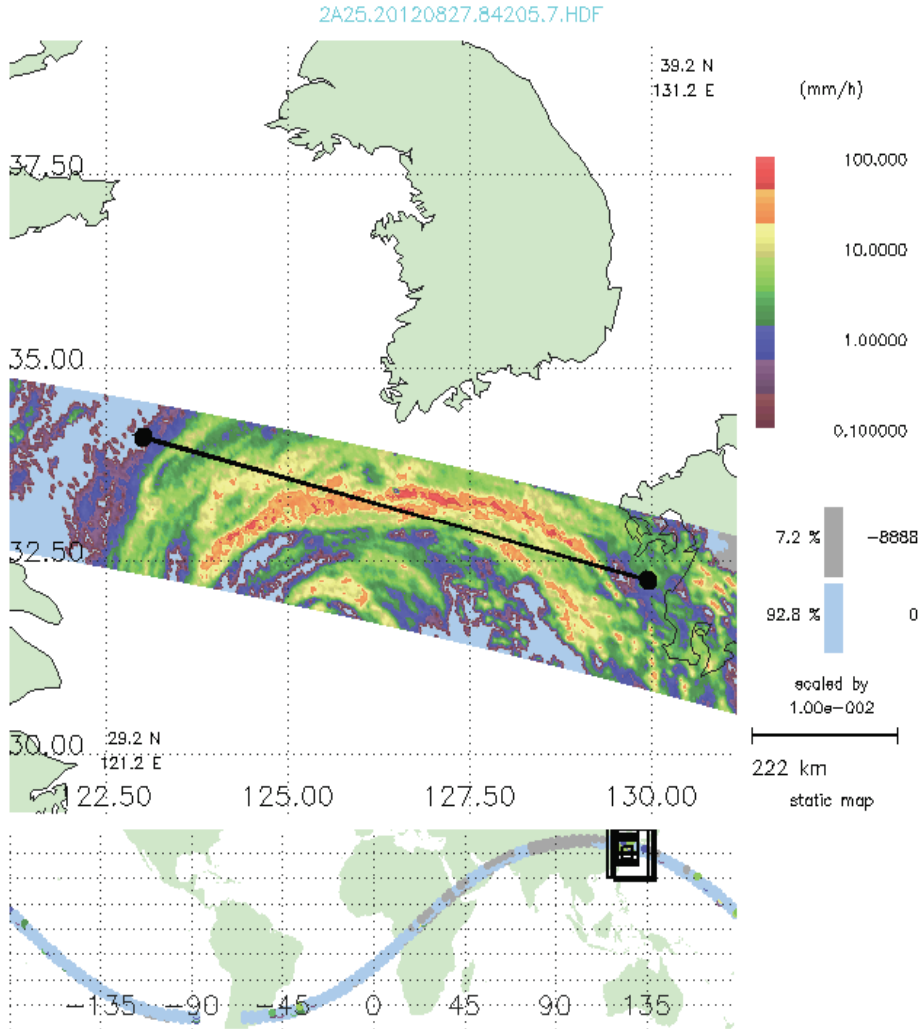 2A25.20120827.84205.7.HDF
39.2 N
131.2 E
(mm/h)
37.50
100.000
10.0000
35.00
1.00000
0.100000
32.50
7.2 %
-8888
92.8 %
0
scaled by
1.00e-002
30.00
29.2 N
121.2 E
222 km
122.50
125.00
127.50
130.00
static map
-135
-90
-45
0
45
90
135